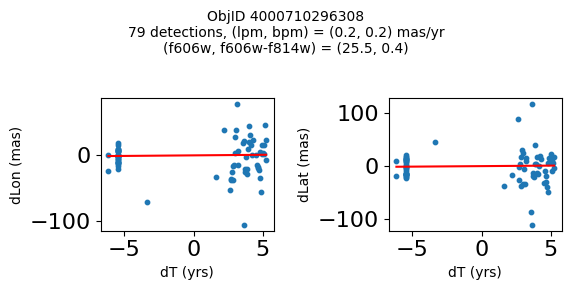 ObjID 4000710296308
79 detections, (lpm, bpm) = (0.2, 0.2) mas/yr
(f606w, f606w-f814w) = (25.5, 0.4)
dLon (mas)
0
−100
−5
0
5
dT (yrs)
dLat (mas)
100
0
−100
−5
0
5
dT (yrs)